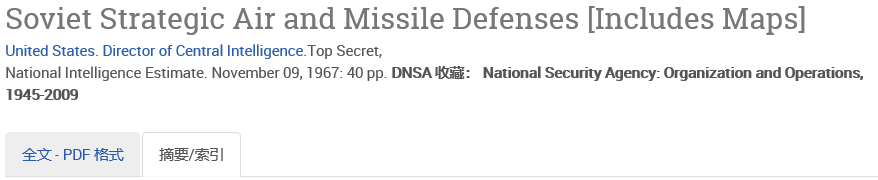 Soviet Strategic Air and Missile Defenses [Includes Maps]
United States. Director of Central Intelligence.Top Secret,
National Intelligence Estimate. November 09, 1967: 40 pp. DNSA 收藏： National Security Agency: Organization and Operations,
1945-2009
全文 - PDF 格式 摘要/索引